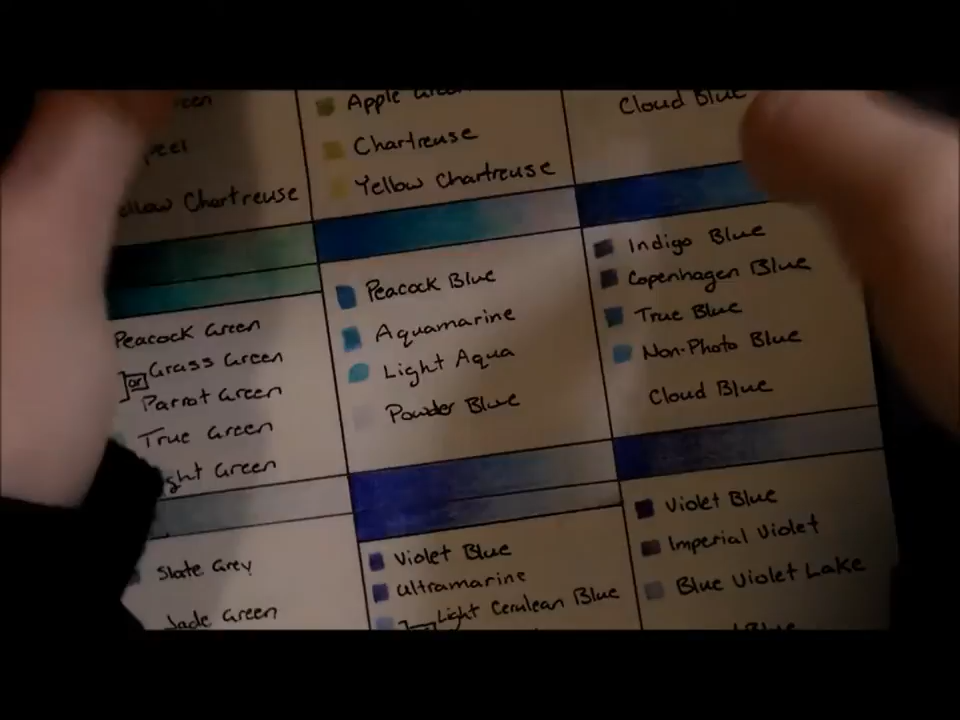 Apple
Chartreuse
Yellow Chartreuse
Cloud Blue
Chartreuse
Peacock Green
or Grass Green
Parrot Green
True Green
Slate Grey
Jade Green
Peacock Blue
Aquamarine
Light Aqua
Powder Blue
Indigo Blue
Copenhagen Blue
True Blue
Non-Photo Blue
Cloud Blue
Violet Blue
Ultramarine
Light Cerulean Blue
Violet Blue
Imperial Violet
Blue Violet Lake
Blue